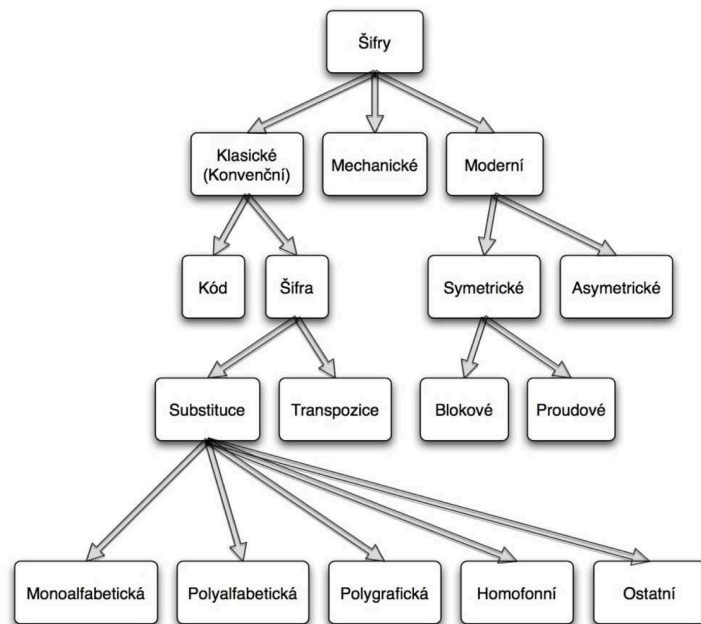 Šifry
Klasické
(Konvenční)
Mechanické
Moderní
Kód
Šifra
Symetrické
Asymetrické
Substituce
Transpozice
Blokové
Proudové
Monoalfabetická
Polyalfabetická
Polygrafická
Homofonní
Ostatní